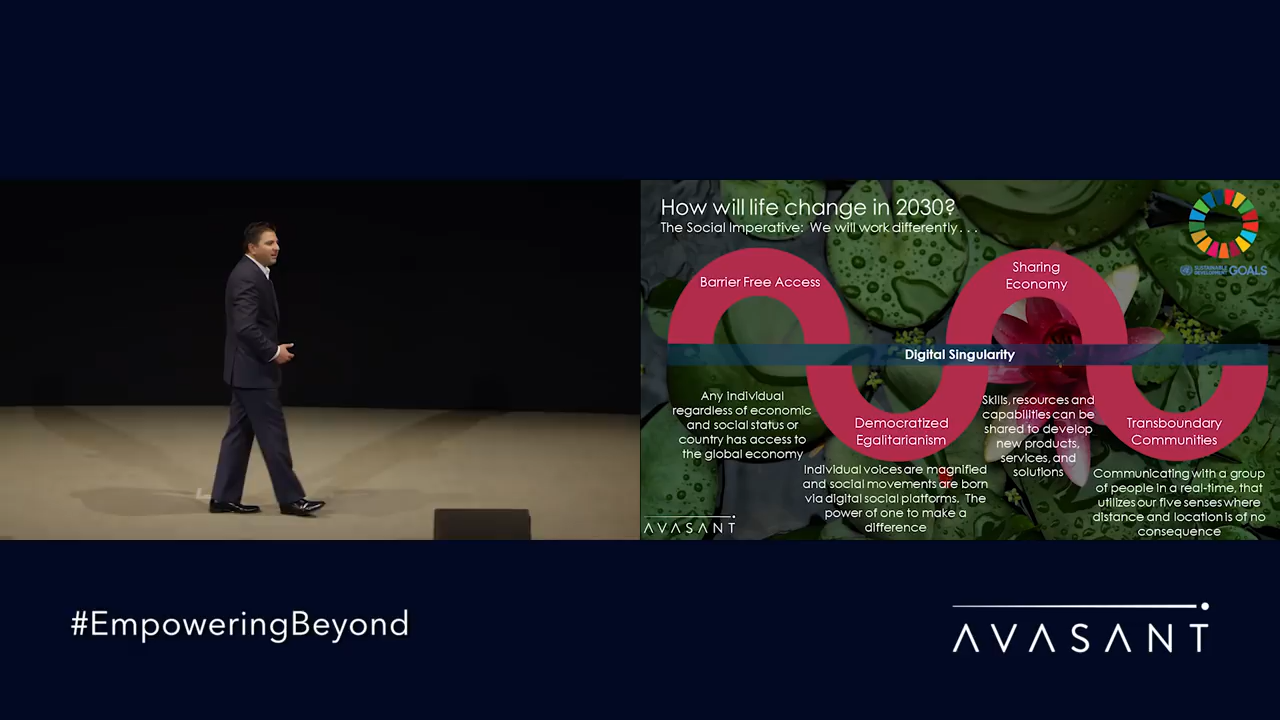 How will life change in 2030?
The Social Imperative: We will work differently . . .
SUSTAINABLE
DEVELOPMENT
GOALS
Barrier Free Access
Sharing
Economy
Digital Singularity
Any individual
regardless of economic
and social status or
country has access to
the global economy
Democratized
Egalitarianism
Individual voices are magnified
and social movements are born
via digital social platforms. The
power of one to make a
difference
Skills, resources and
capabilities can be
shared to develop
new products,
services, and
solutions
Transboundary
Communities
Communicating with a group
of people in a real-time, that
utilizes our five senses where
distance and location is of no
consequence
AVASANT
#EmpoweringBeyond
AVASANT